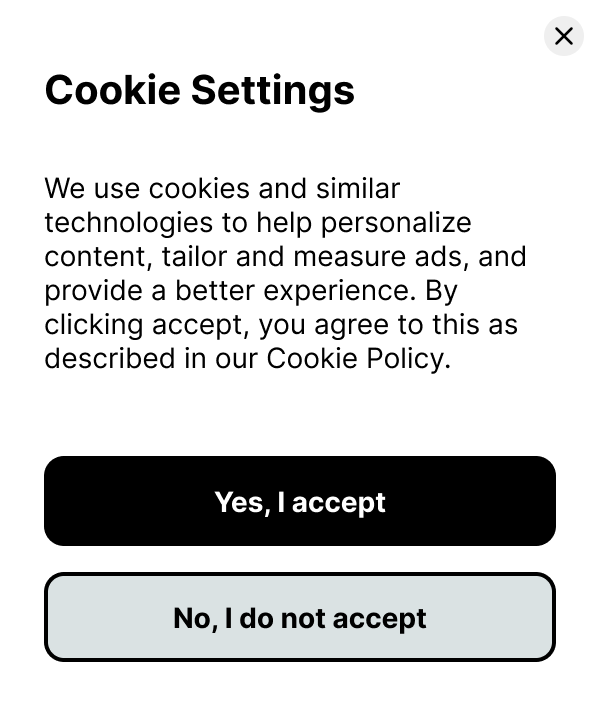 Cookie Settings
We use cookies and similar
technologies to help personalize
content, tailor and measure ads, and
provide a better experience. By
clicking accept, you agree to this as
described in our Cookie Policy.
Yes, I accept
No, I do not accept